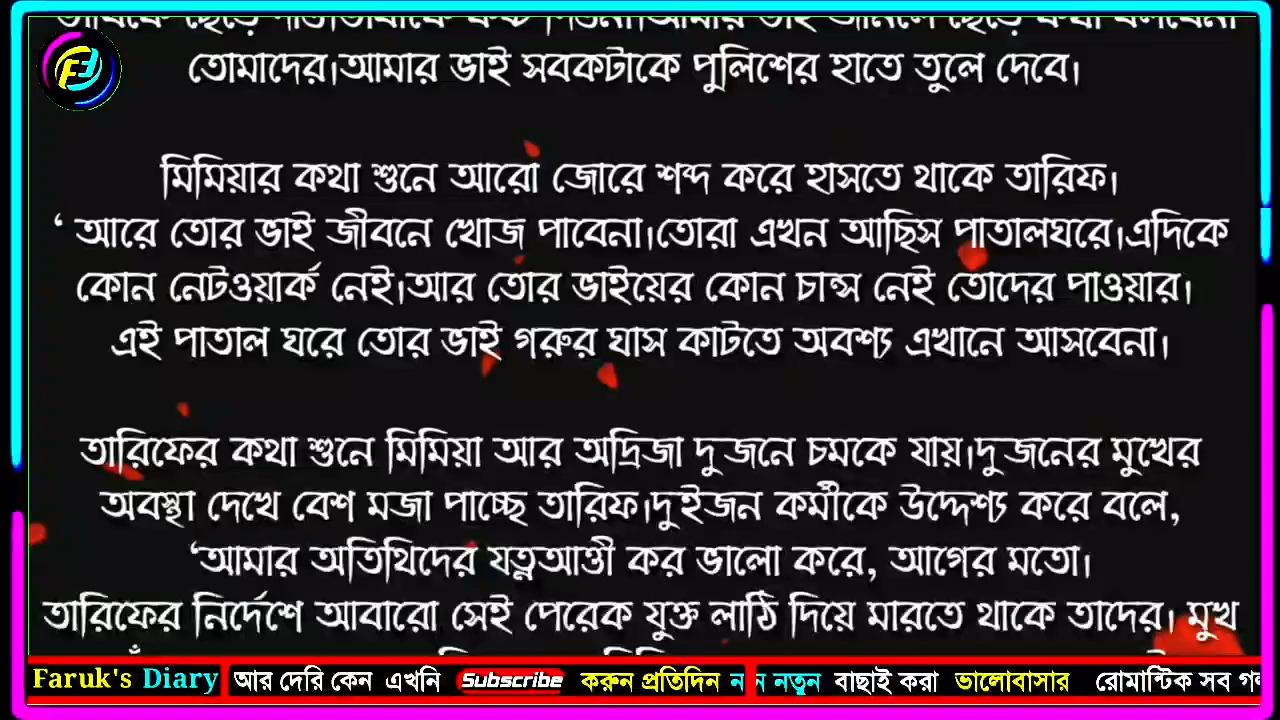 তোমাদের।আমার ভাই সবকটাকে পুলিশের হাতে তুলে দেবে।
মিমিয়ার কথা শুনে আরো জোরে শব্দ করে হাসতে থাকে তারিফ।
‘ আরে তোর ভাই জীবনে খোজ পাবেনা।তোরা এখন আছিস পাতালঘরে।এদিকে
কোন নেটওয়ার্ক নেই।আর তোর ভাইয়ের কোন চান্স নেই তোদের পাওয়ার।
এই পাতাল ঘরে তোর ভাই গরুর ঘাস কাটতে অবশ্য এখানে আসবেনা।
তারিফের কথা শুনে মিমিয়া আর অদ্রিজা দুজনে চমকে যায়।দুজনের মুখের
অবস্থা দেখে বেশ মজা পাচ্ছে তারিফ।দুইজন কর্মীকে উদ্দেশ্য করে বলে,
‘আমার অতিথিদের যত্নআত্তী কর ভালো করে, আগের মতো।
তারিফের নির্দেশে আবারো সেই পেরেক যুক্ত লাঠি দিয়ে মারতে থাকে তাদের। মুখ
Faruk's Diary আর দেরি কেন এখনি Subscribe করুন প্রতিদিন ন ন নতুন বাছাই করা ভালোবাসার রোমান্টিক সব গল্প